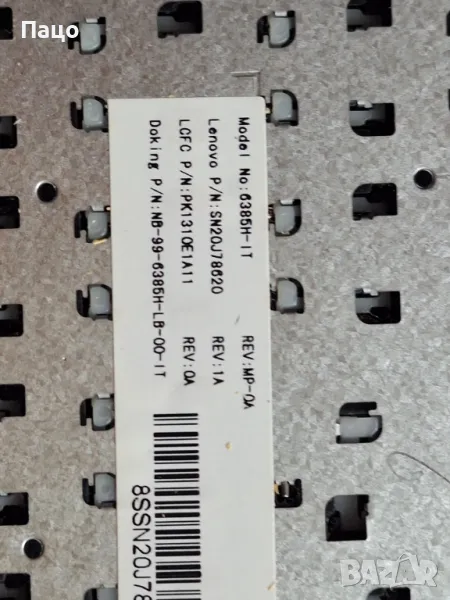 Пацо
Model No:6385H-IT REV:MP-0A
Lenovo P/N:SN20J78620 REV:1A
LCFC P/N:PK1310E1A11 REV:0A
Doking P/N:NB-99-6385H-LB-00-IT
8SSN20J78
bazar